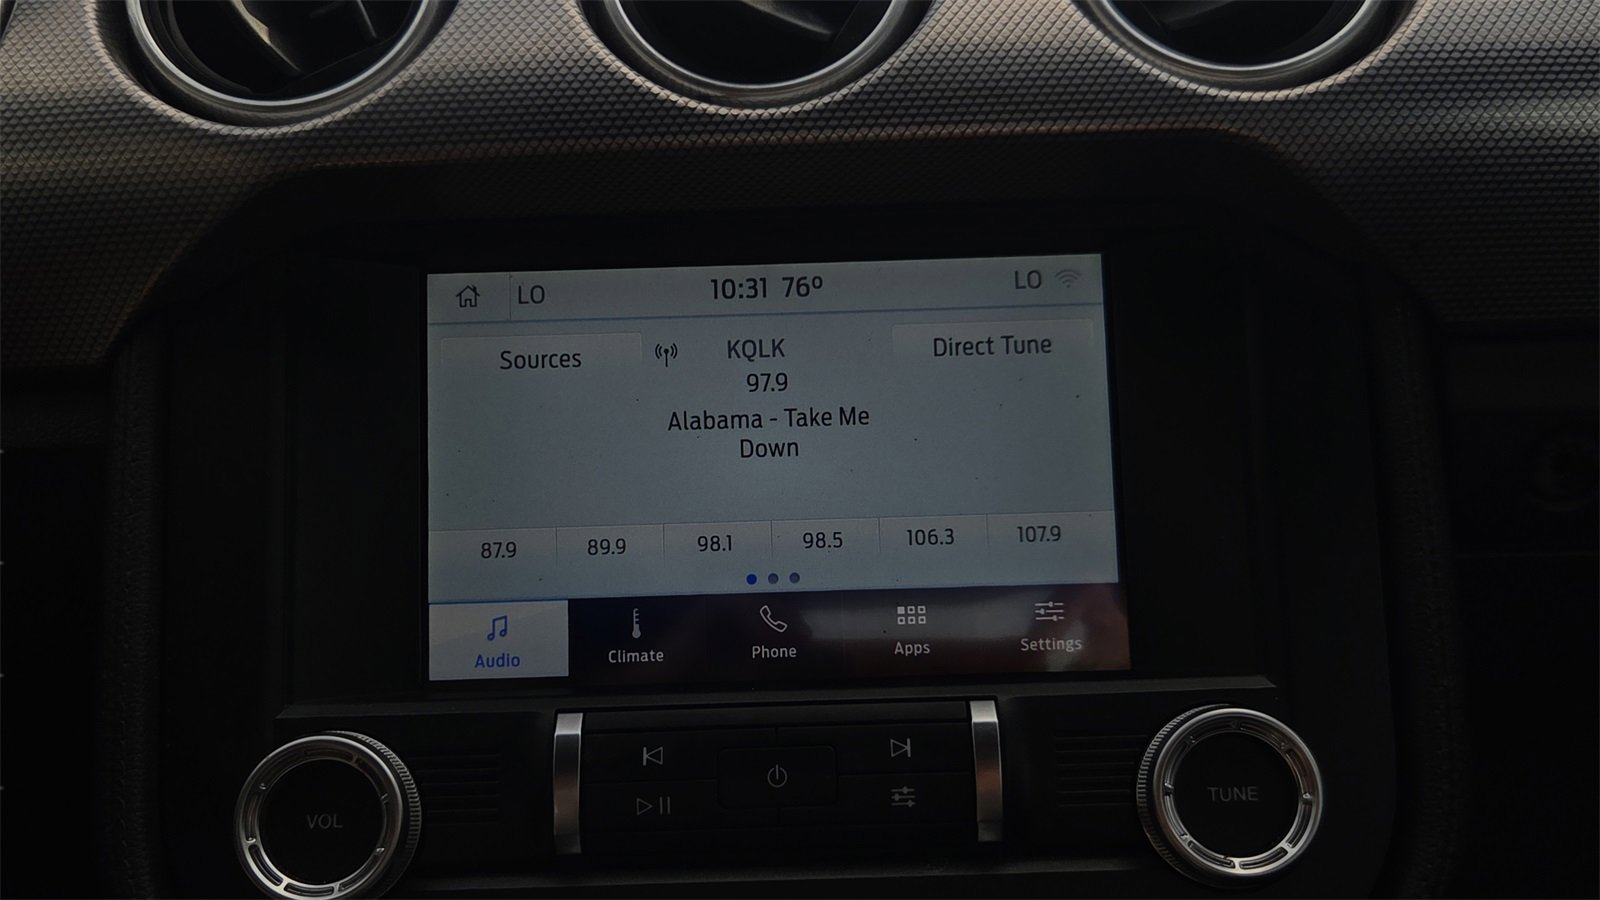 LO 10:31 76º LO
Sources KQLK Direct Tune
97.9
Alabama - Take Me
Down
87.9 89.9 98.1 98.5 106.3 107.9
Audio Climate Phone Apps Settings
VOL TUNE